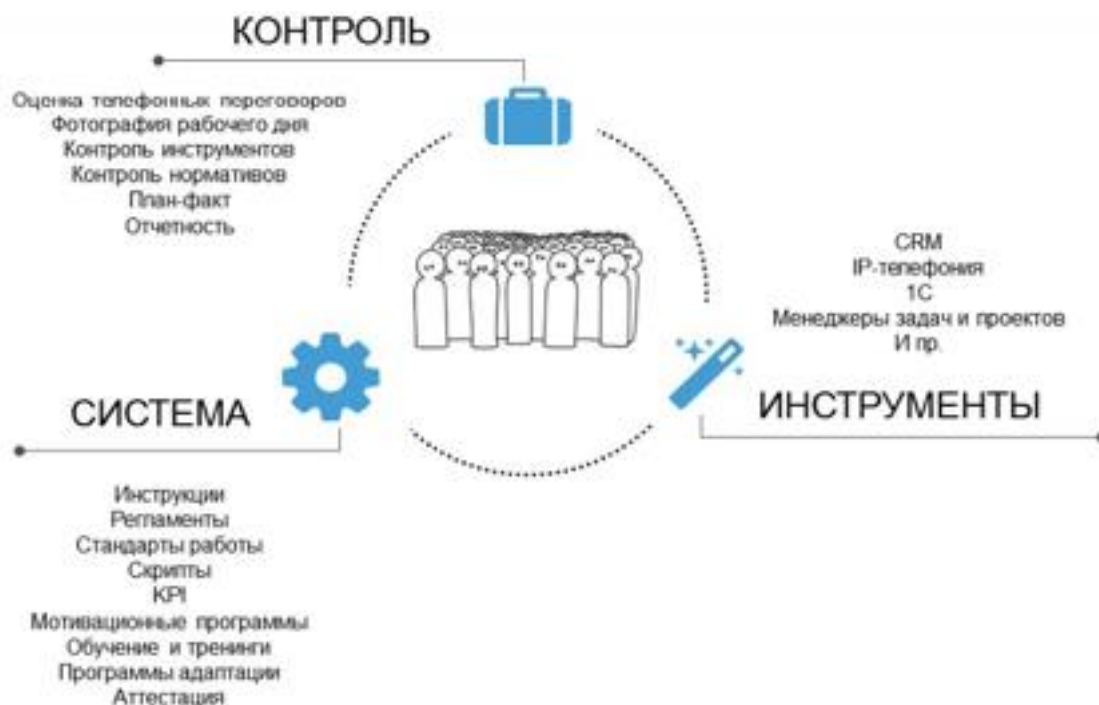 КОНТРОЛЬ
Оценка телефонных переговоров
Фотография рабочего дня
Контроль инструментов
Контроль нормативов
План-факт
Отчетность
CRM
IP-телефония
1С
Менеджеры задач и проектов
И пр.
ИНСТРУМЕНТЫ
СИСТЕМА
Инструкции
Регламенты
Стандарты работы
Скрипты
KPI
Мотивационные программы
Обучение и тренинги
Программы адаптации
Аттестация